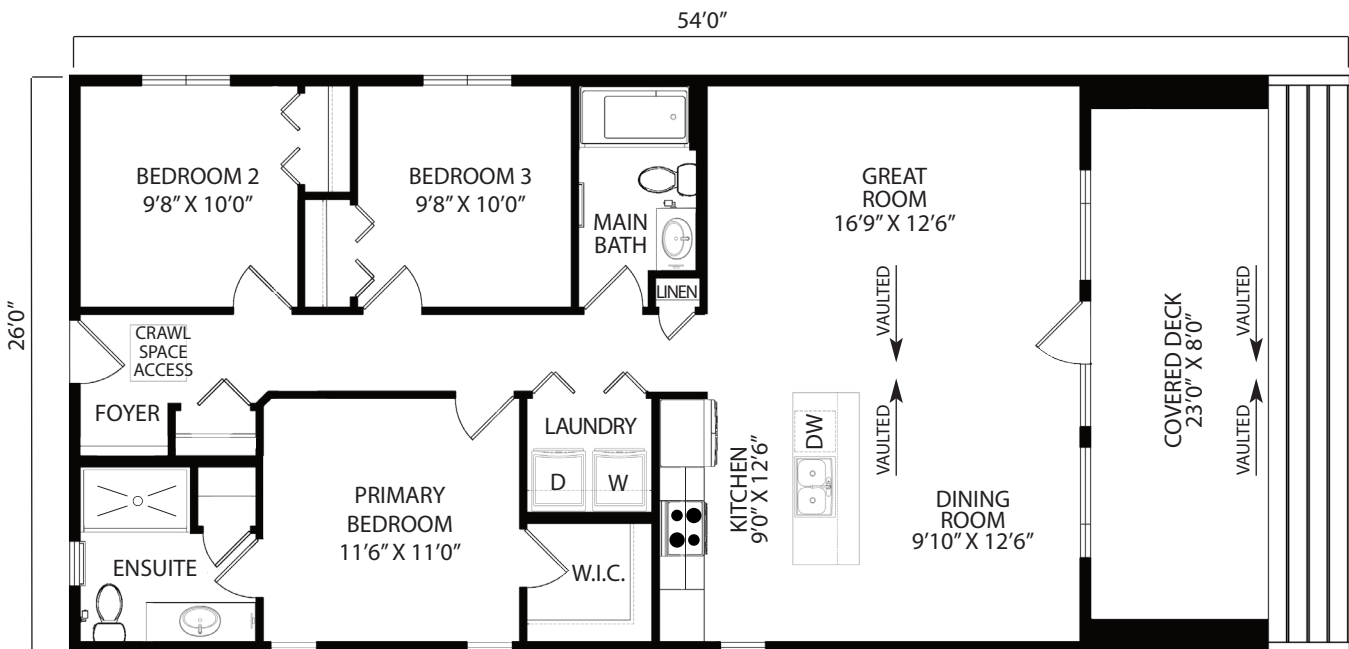 54’0”
26’0”
BEDROOM 2
9’8” X 10’0”
BEDROOM 3
9’8” X 10’0”
MAIN
BATH
LINEN
GREAT
ROOM
16’9” X 12’6”
VAULTED
VAULTED
COVERED DECK
23’0” X 8’0”
VAULTED
VAULTED
CRAWL
SPACE
ACCESS
FOYER
LAUNDRY
D
W
PRIMARY
BEDROOM
11’6” X 11’0”
ENSUITE
W.I.C.
KITCHEN
9’0” X 12’6”
DW
DINING
ROOM
9’10” X 12’6”